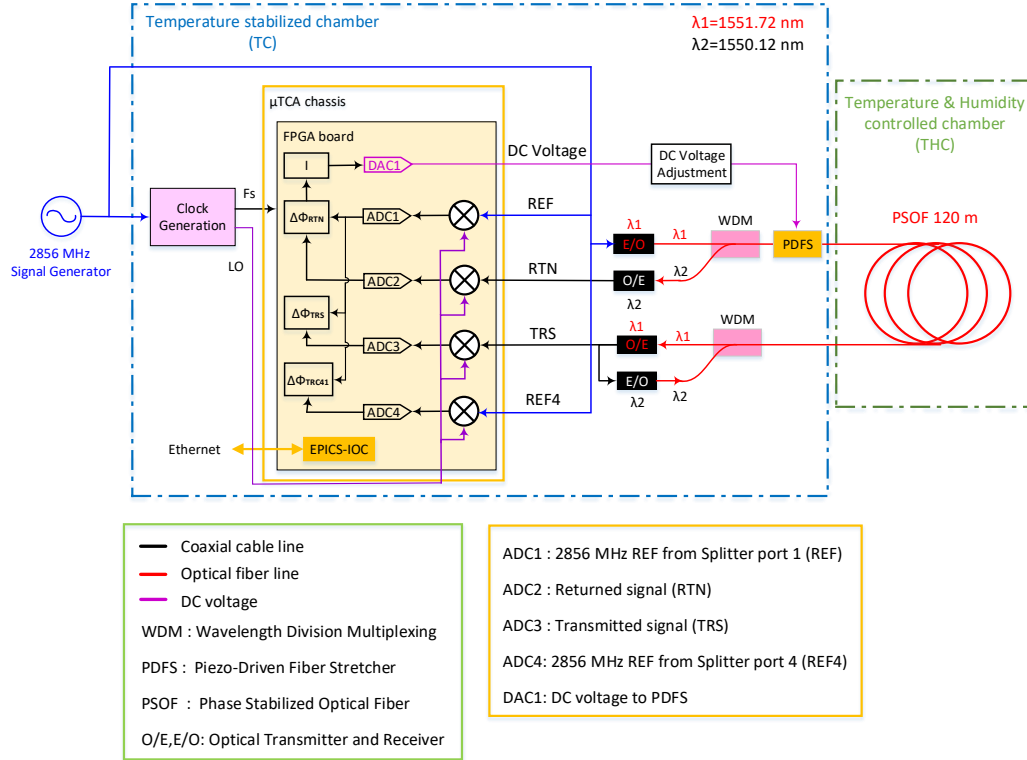 Temperature stabilized chamber
(TC)
λ1=1551.72 nm
λ2=1550.12 nm
µTCA chassis
Temperature & Humidity
controlled chamber
(THC)
FPGA board
I
DAC1
DC Voltage
DC Voltage
Adjustment
Clock
Generation
Fs
LO
2856 MHz
Signal Generator
ΔΦRTN
ADC1
REF
λ1
E/O
λ1
WDM
PDFS
PSOF 120 m
λ2
ADC2
RTN
O/E
λ2
ΔΦTRS
ADC3
TRS
λ1
O/E
λ1
WDM
ΔΦTRC41
E/O
λ2
λ2
ADC4
REF4
Ethernet
EPICS-IOC
Coaxial cable line
Optical fiber line
DC voltage
WDM : Wavelength Division Multiplexing
PDFS : Piezo-Driven Fiber Stretcher
PSOF : Phase Stabilized Optical Fiber
O/E,E/O: Optical Transmitter and Receiver
ADC1 : 2856 MHz REF from Splitter port 1 (REF)
ADC2 : Returned signal (RTN)
ADC3 : Transmitted signal (TRS)
ADC4: 2856 MHz REF from Splitter port 4 (REF4)
DAC1: DC voltage to PDFS